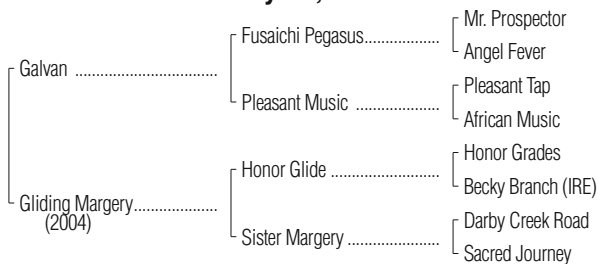 Mr. Prospector
Fusaichi Pegasus
Angel Fever
Galvan
Pleasant Tap
Pleasant Music
African Music
Honor Grades
Honor Glide
Becky Branch (IRE)
Gliding Margery
(2004)
Darby Creek Road
Sister Margery
Sacred Journey